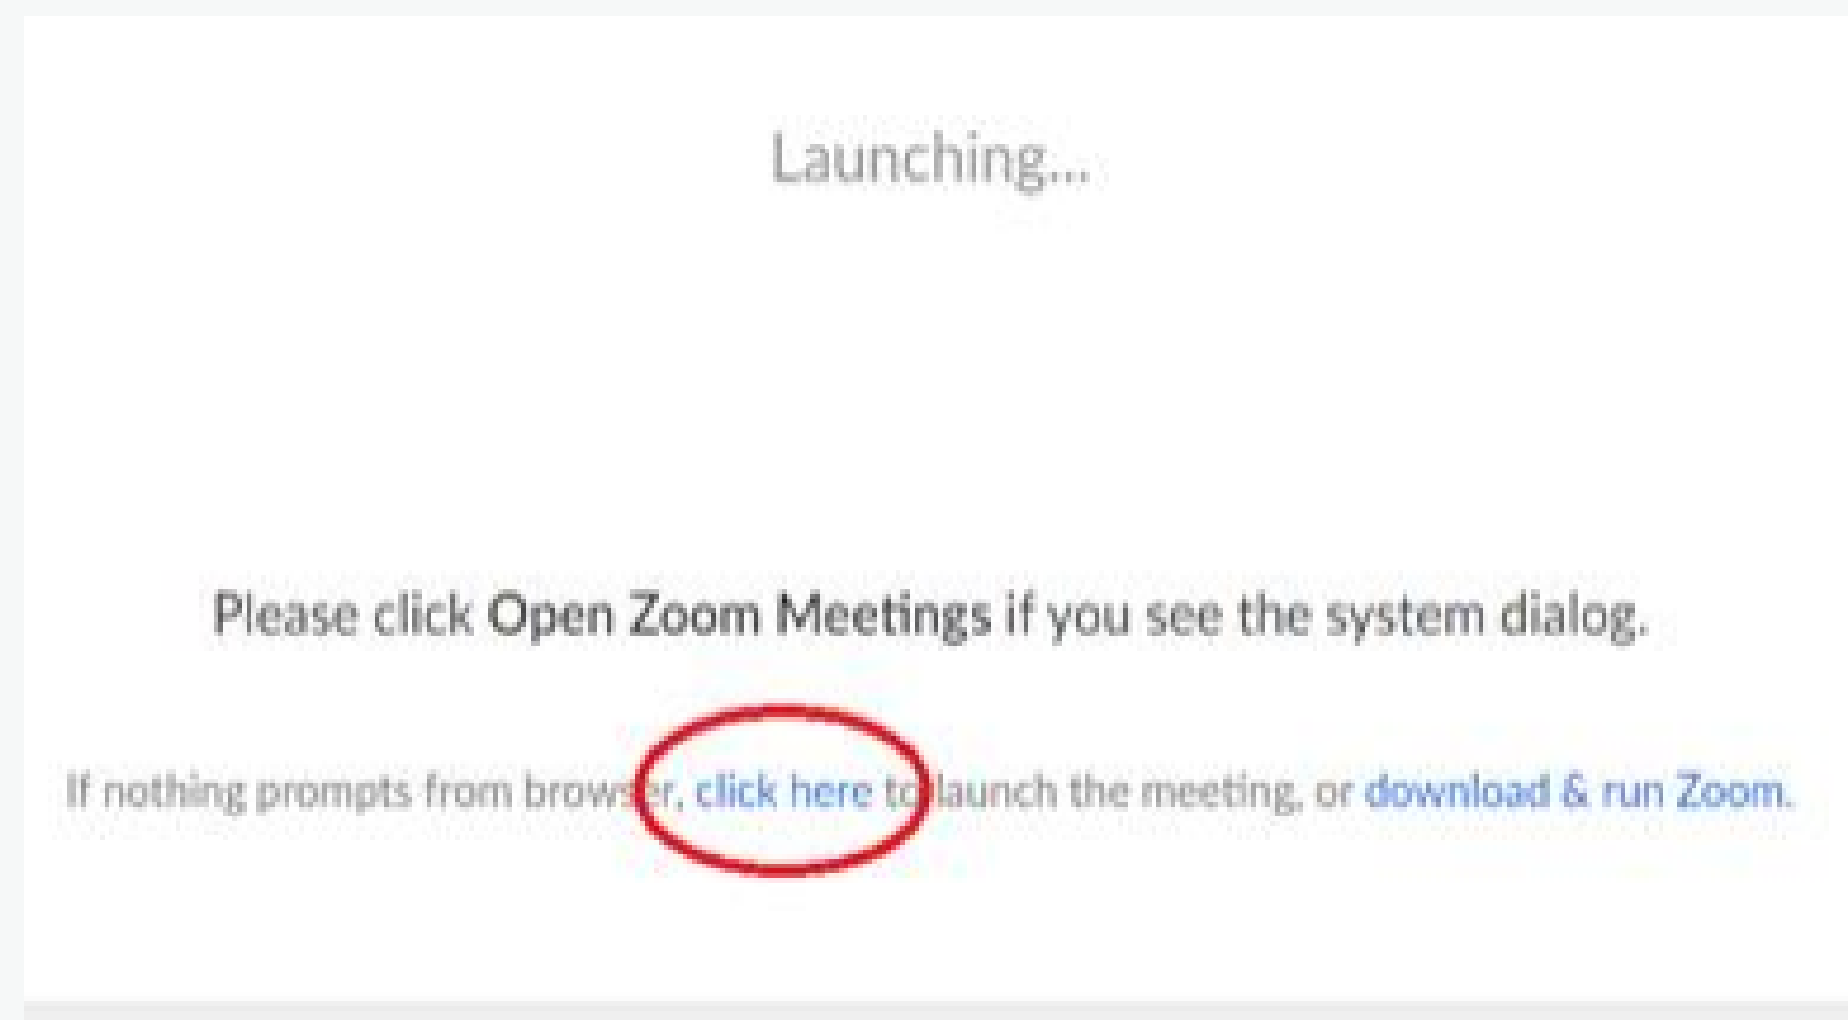 Launching...
Please click Open Zoom Meetings if you see the system dialog.
If nothing prompts from browser, click here to launch the meeting, or download & run Zoom.